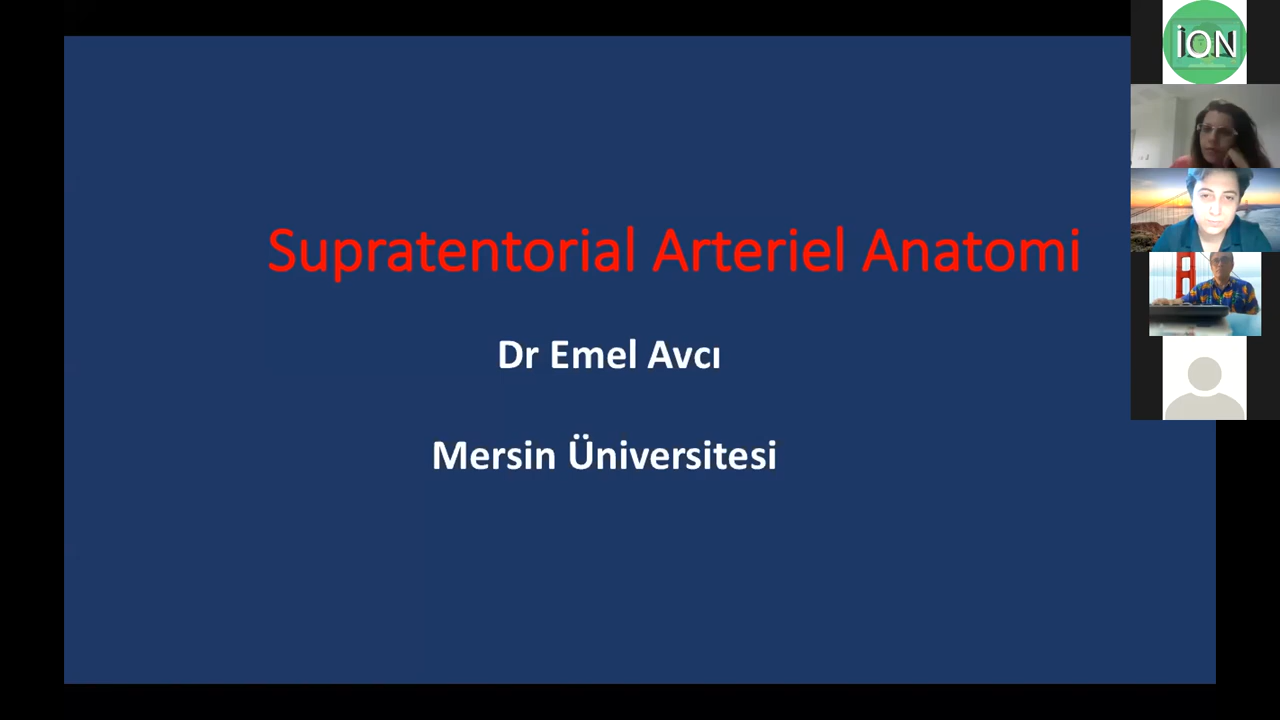 Supratentorial Arteriel Anatomi
Dr Emel Avcı
Mersin Üniversitesi
İON